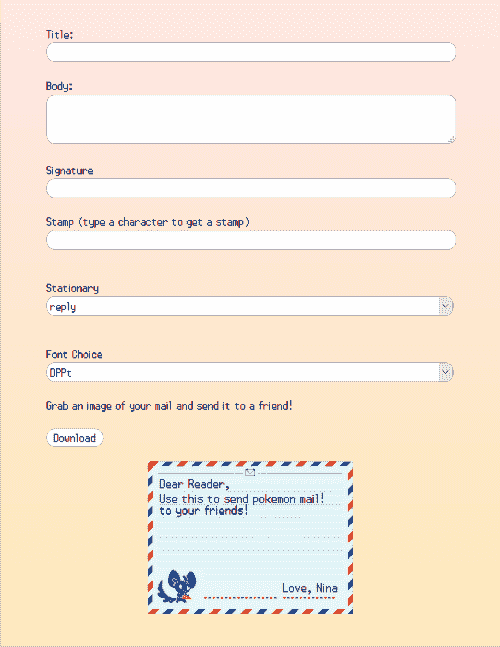 Title:
Body:
Signature
Stamp (type a character to get a stamp)
Stationary
reply
Font Choice
DPPt
Grab an image of your mail and send it to a friend!
Download
Dear Reader,
Use this to send pokemon mail!
to your friends!
Love, Nina